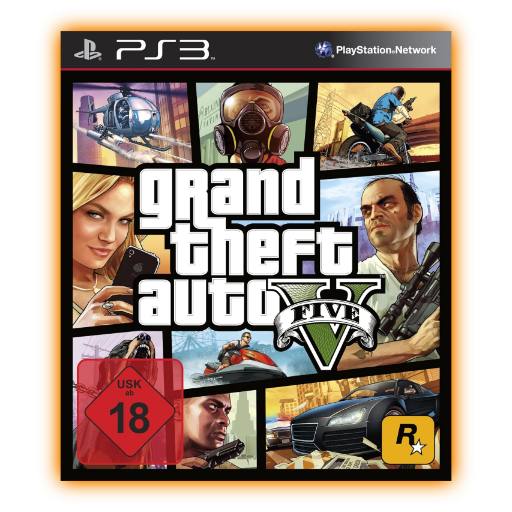 PS3
PlayStation®Network
grand
theft
auto
V
FIVE
USK
ab
18
R